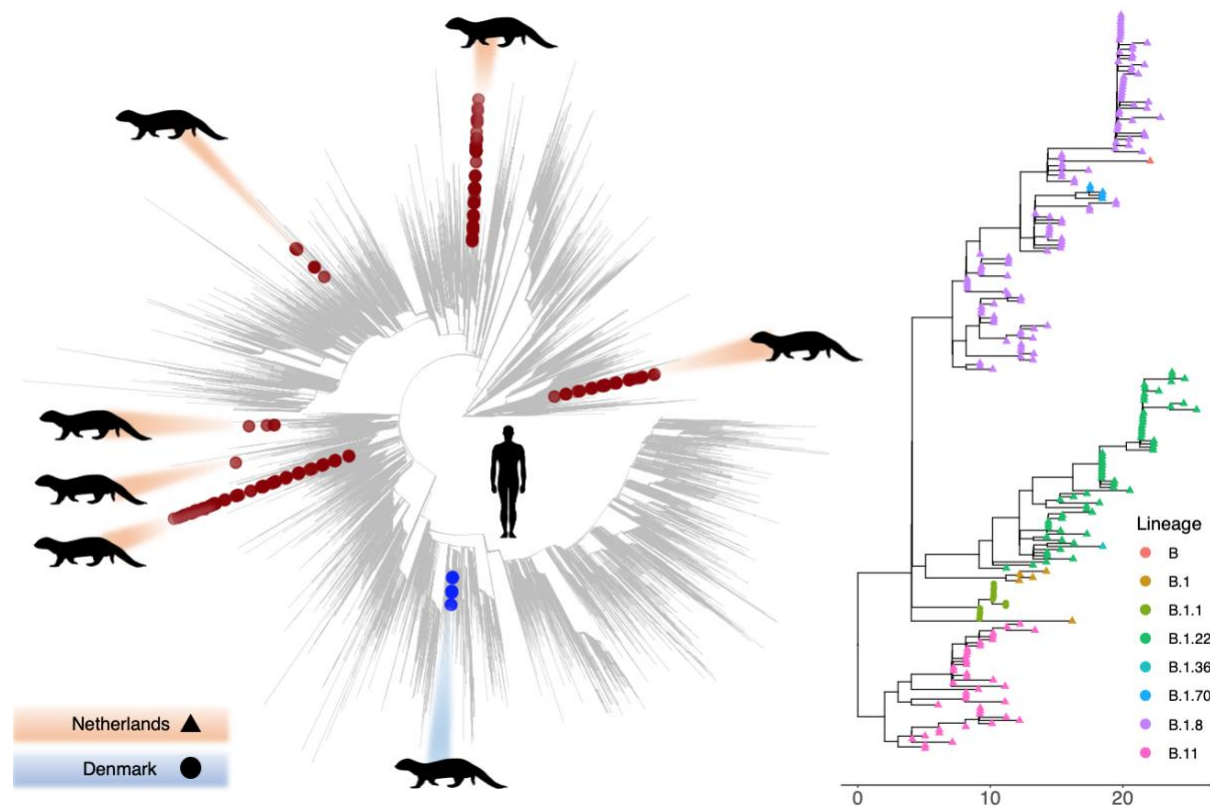 Netherlands
Denmark
Lineage
B
B.1
B.1.1
B.1.22
B.1.36
B.1.70
B.1.8
B.11
0 10 20